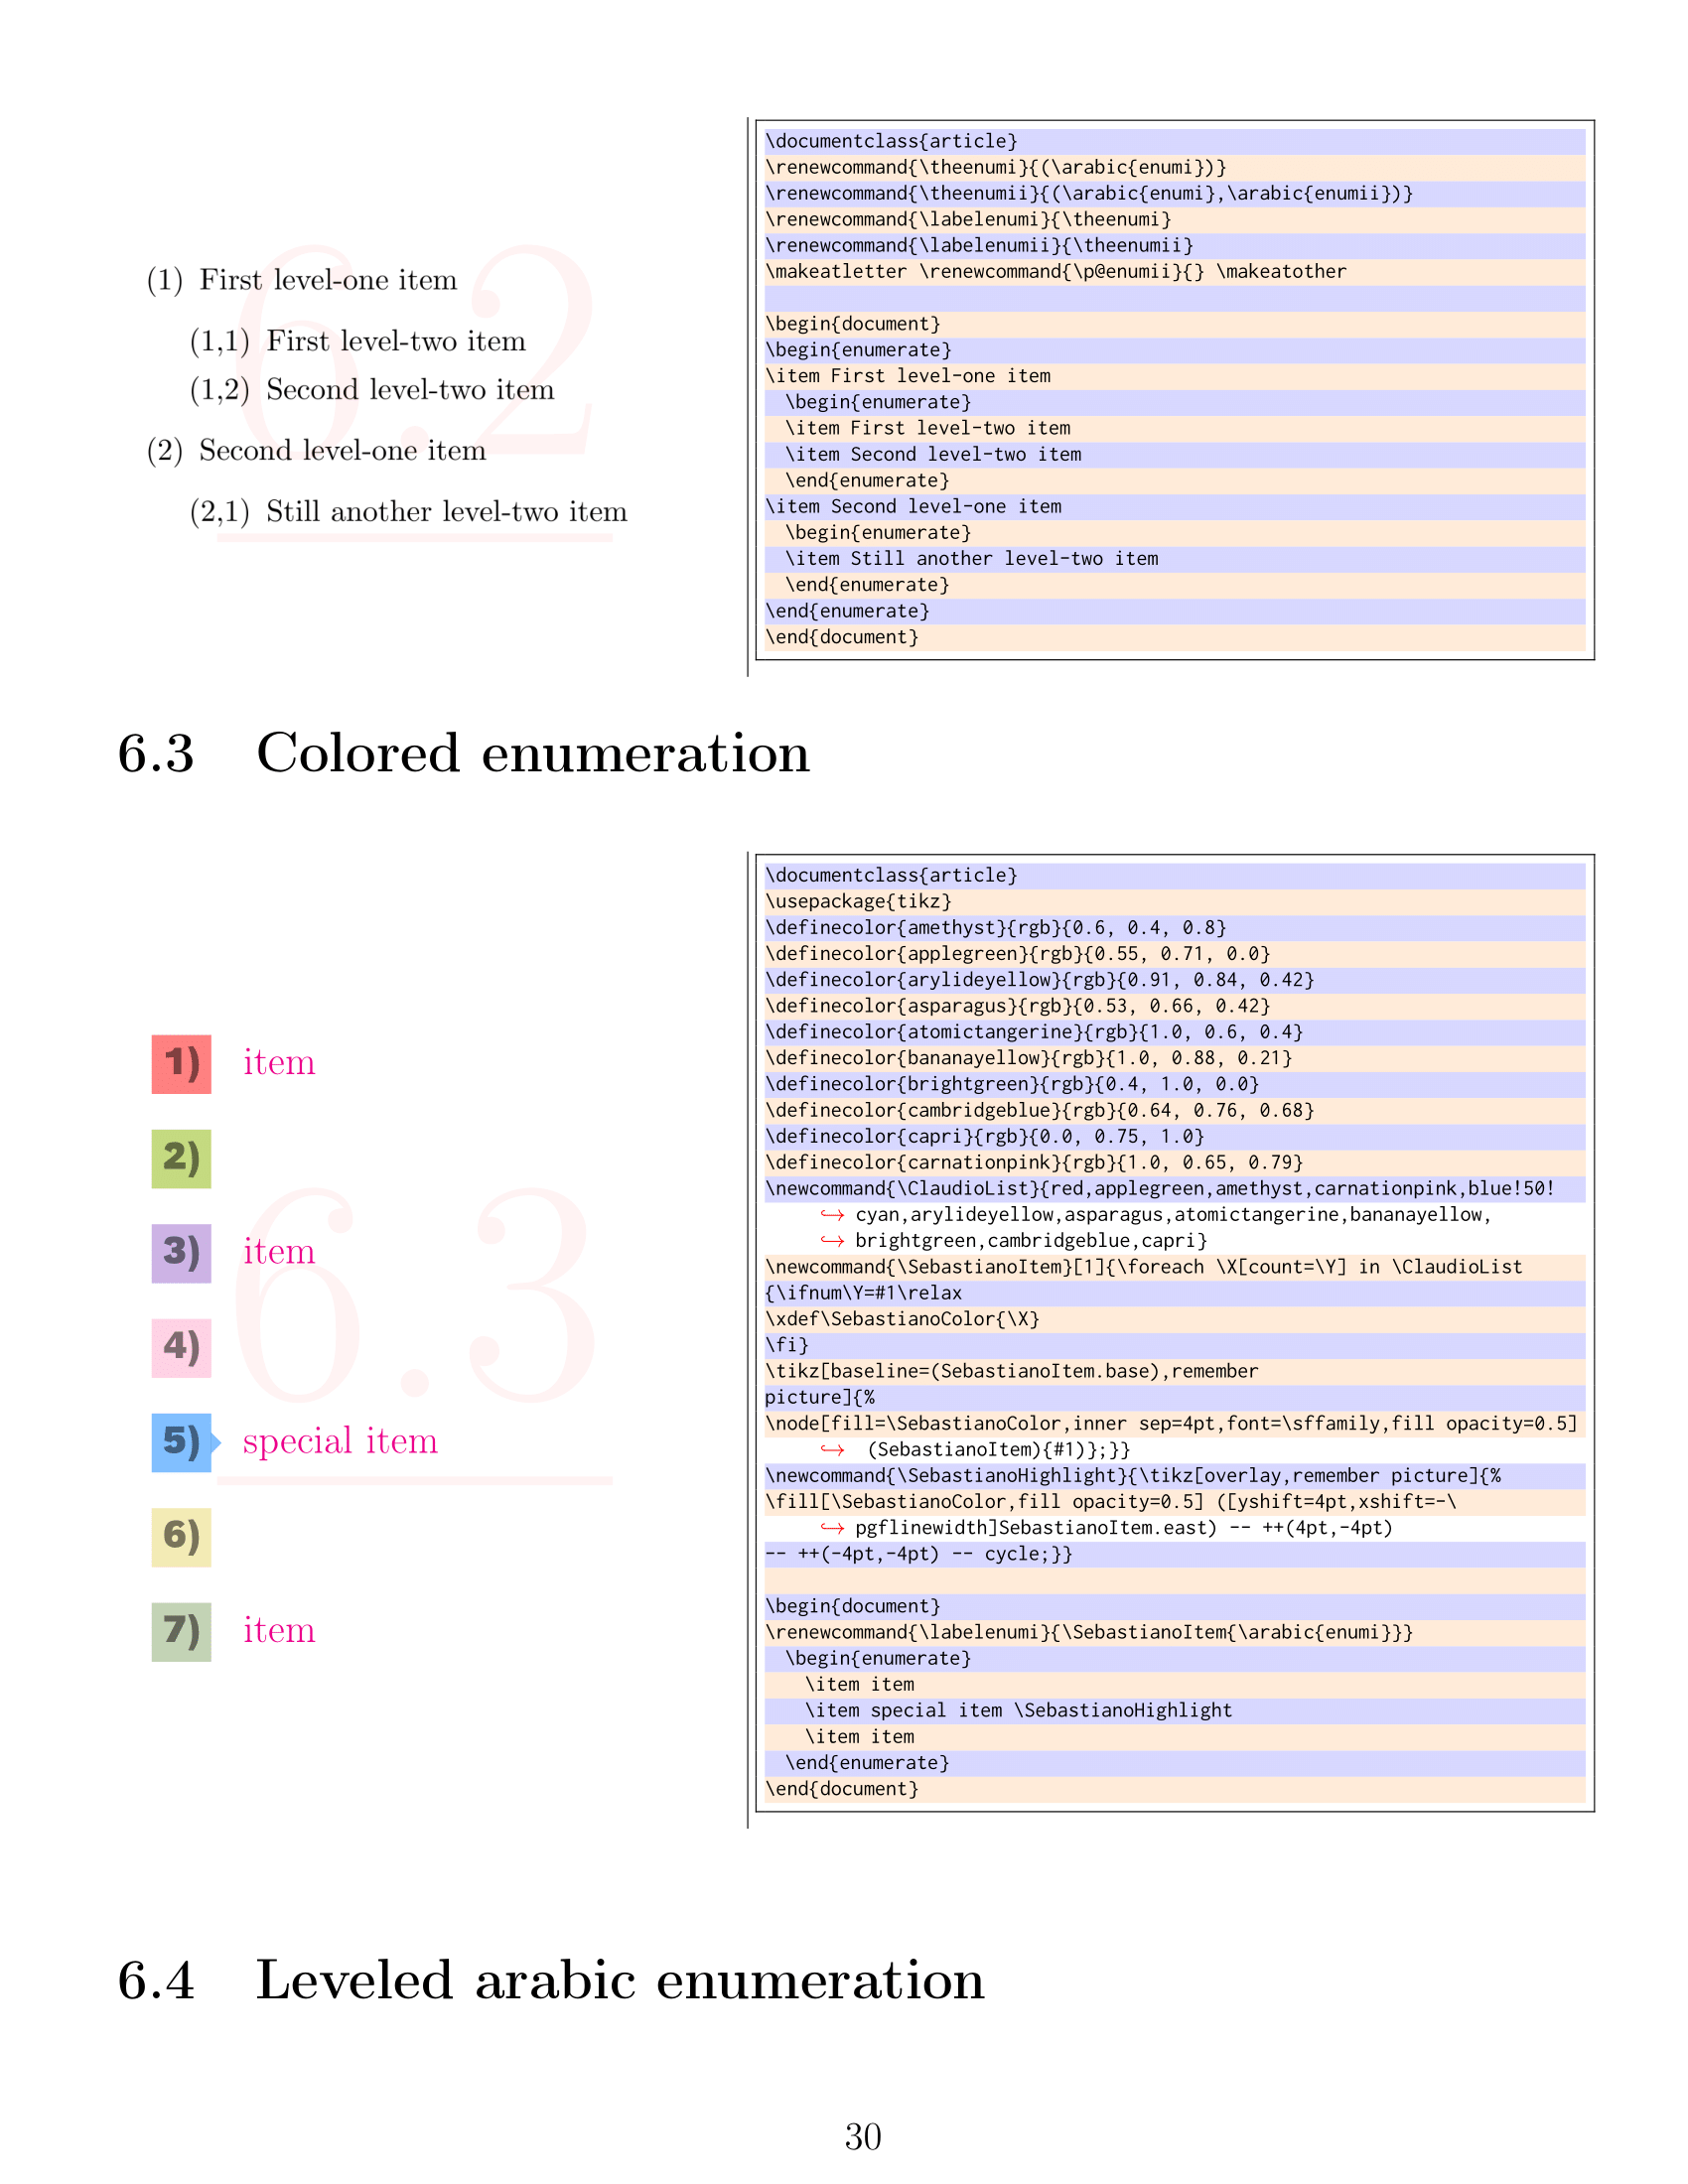 6.2
(1) First level-one item
(1,1) First level-two item
(1,2) Second level-two item
(2) Second level-one item
(2,1) Still another level-two item
\documentclass{article}
\renewcommand{\theenumi}{(\arabic{enumi})}
\renewcommand{\theenumii}{(\arabic{enumi},\arabic{enumii})}
\renewcommand{\labelenumi}{\theenumi}
\renewcommand{\labelenumii}{\theenumii}
\makeatletter \renewcommand{\p@enumii}{} \makeatother
\begin{document}
\begin{enumerate}
\item First level-one item
\begin{enumerate}
\item First level-two item
\item Second level-two item
\end{enumerate}
\item Second level-one item
\begin{enumerate}
\item Still another level-two item
\end{enumerate}
\end{enumerate}
\end{document}
6.3 Colored enumeration
6.3
1) item
2)
3) item
4)
5) special item
6)
7) item
\documentclass{article}
\usepackage{tikz}
\definecolor{amethyst}{rgb}{0.6, 0.4, 0.8}
\definecolor{applegreen}{rgb}{0.55, 0.71, 0.0}
\definecolor{arylideyellow}{rgb}{0.91, 0.84, 0.42}
\definecolor{asparagus}{rgb}{0.53, 0.66, 0.42}
\definecolor{atomictangerine}{rgb}{1.0, 0.6, 0.4}
\definecolor{bananayellow}{rgb}{1.0, 0.88, 0.21}
\definecolor{brightgreen}{rgb}{0.4, 1.0, 0.0}
\definecolor{cambridgeblue}{rgb}{0.64, 0.76, 0.68}
\definecolor{capri}{rgb}{0.0, 0.75, 1.0}
\definecolor{carnationpink}{rgb}{1.0, 0.65, 0.79}
\newcommand{\ClaudioList}{red,applegreen,amethyst,carnationpink,blue!50!
↪ cyan,arylideyellow,asparagus,atomictangerine,bananayellow,
↪ brightgreen,cambridgeblue,capri}
\newcommand{\SebastianoItem}[1]{\foreach \X[count=\Y] in \ClaudioList
{\ifnum\Y=#1\relax
\xdef\SebastianoColor{\X}
\fi}
\tikz[baseline=(SebastianoItem.base),remember
picture]{%
\node[fill=\SebastianoColor,inner sep=4pt,font=\sffamily,fill opacity=0.5]
↪ (SebastianoItem){#1)};}}
\newcommand{\SebastianoHighlight}{\tikz[overlay,remember picture]{%
\fill[\SebastianoColor,fill opacity=0.5] ([yshift=4pt,xshift=-\
↪ pgflinewidth]SebastianoItem.east) -- ++(4pt,-4pt)
-- ++(-4pt,-4pt) -- cycle;}}
\begin{document}
\renewcommand{\labelenumi}{\SebastianoItem{\arabic{enumi}}}
\begin{enumerate}
\item item
\item special item \SebastianoHighlight
\item item
\end{enumerate}
\end{document}
6.4 Leveled arabic enumeration
30